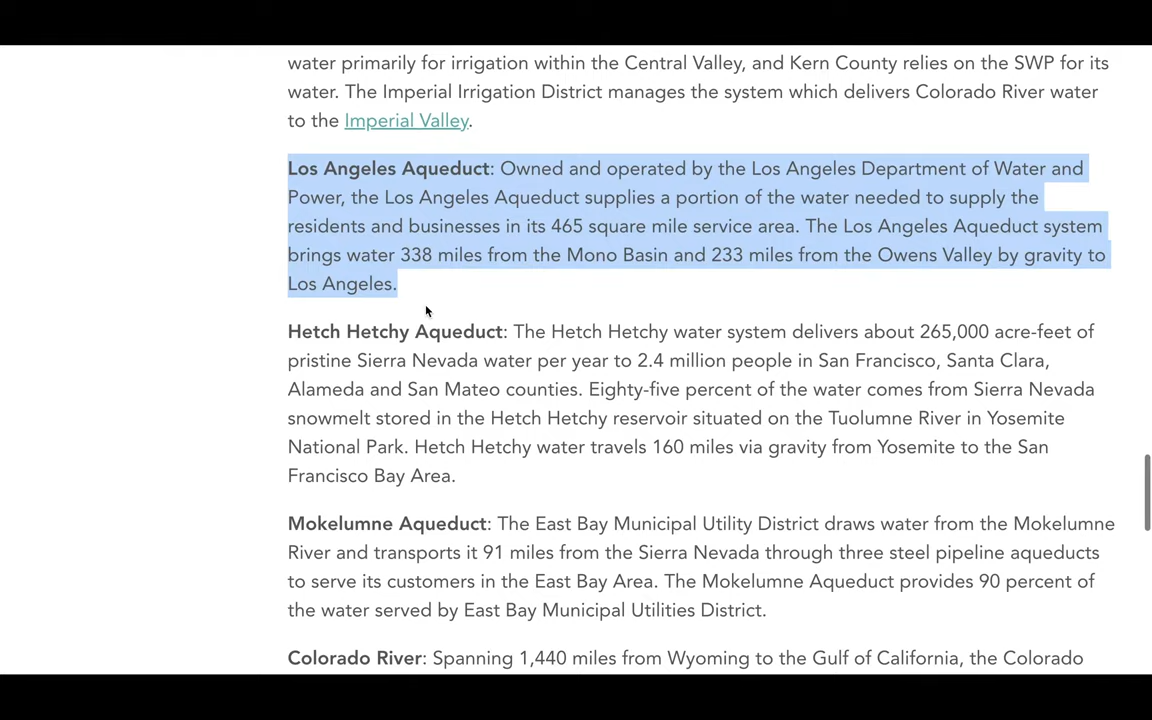 water primarily for irrigation within the Central Valley, and Kern County relies on the SWP for its
water. The Imperial Irrigation District manages the system which delivers Colorado River water
to the Imperial Valley.
Los Angeles Aqueduct: Owned and operated by the Los Angeles Department of Water and
Power, the Los Angeles Aqueduct supplies a portion of the water needed to supply the
residents and businesses in its 465 square mile service area. The Los Angeles Aqueduct system
brings water 338 miles from the Mono Basin and 233 miles from the Owens Valley by gravity to
Los Angeles.
Hetch Hetchy Aqueduct: The Hetch Hetchy water system delivers about 265,000 acre-feet of
pristine Sierra Nevada water per year to 2.4 million people in San Francisco, Santa Clara,
Alameda and San Mateo counties. Eighty-five percent of the water comes from Sierra Nevada
snowmelt stored in the Hetch Hetchy reservoir situated on the Tuolumne River in Yosemite
National Park. Hetch Hetchy water travels 160 miles via gravity from Yosemite to the San
Francisco Bay Area.
Mokelumne Aqueduct: The East Bay Municipal Utility District draws water from the Mokelumne
River and transports it 91 miles from the Sierra Nevada through three steel pipeline aqueducts
to serve its customers in the East Bay Area. The Mokelumne Aqueduct provides 90 percent of
the water served by East Bay Municipal Utilities District.
Colorado River: Spanning 1,440 miles from Wyoming to the Gulf of California, the Colorado